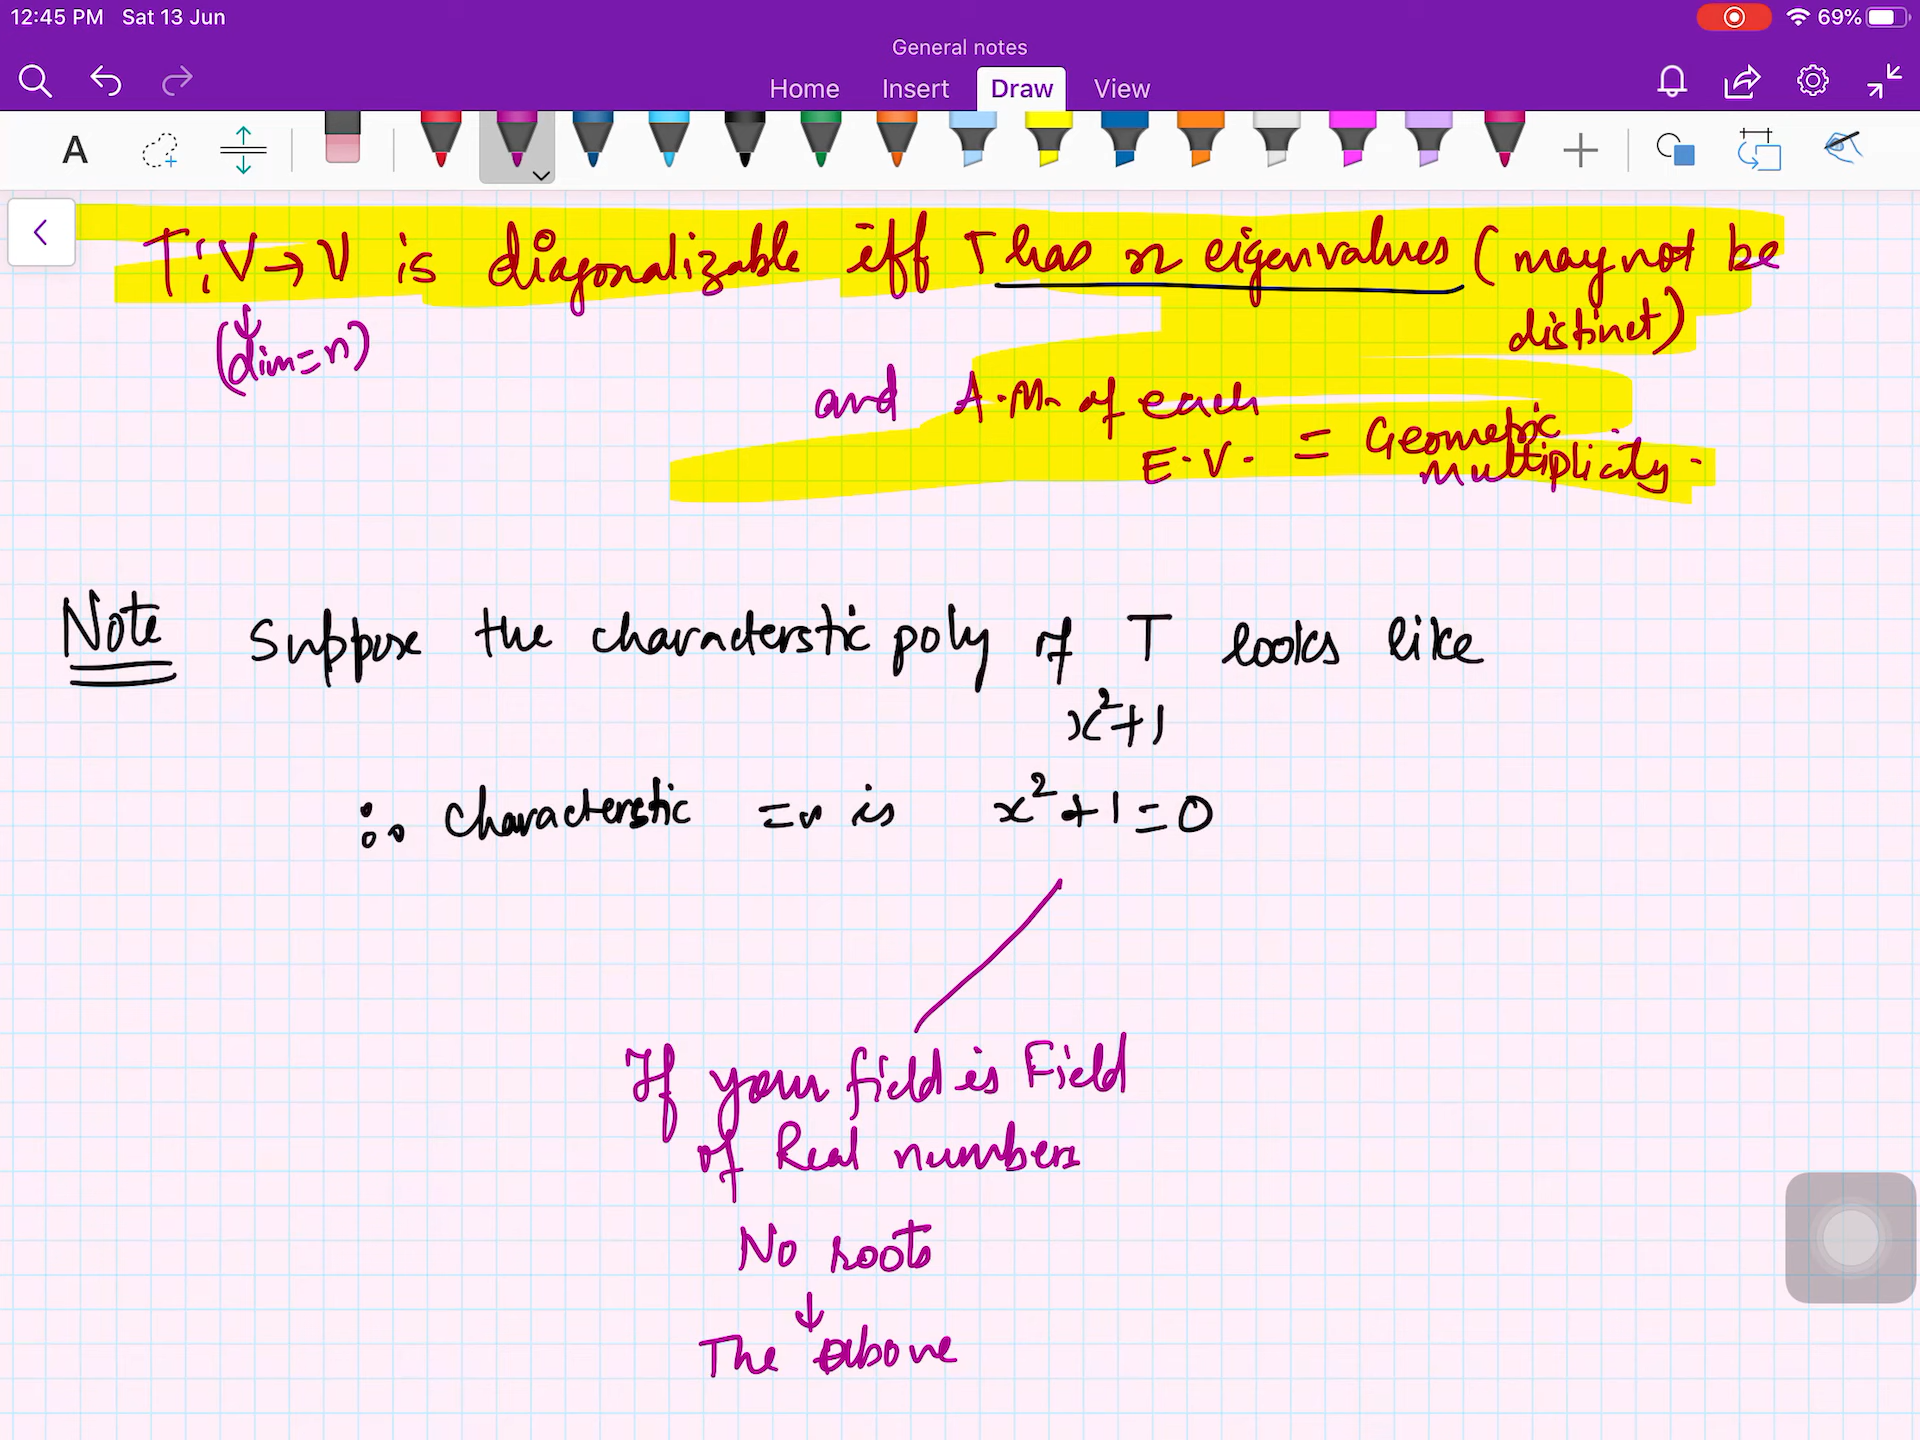 12:45 PM Sat 13 Jun
69%
General notes
Home Insert Draw View
A
T: V → V is diagonalizable iff T has n eigenvalues (may not be
distinct)
(dim = n)
and A.M. of each
E.V. = Geometric
multiplicity.
Note Suppose the characterstic poly of T looks like
x²+1
∴ characterstic =n is x²+1=0
If your field is Field
of Real numbers
No roots
↓
The above